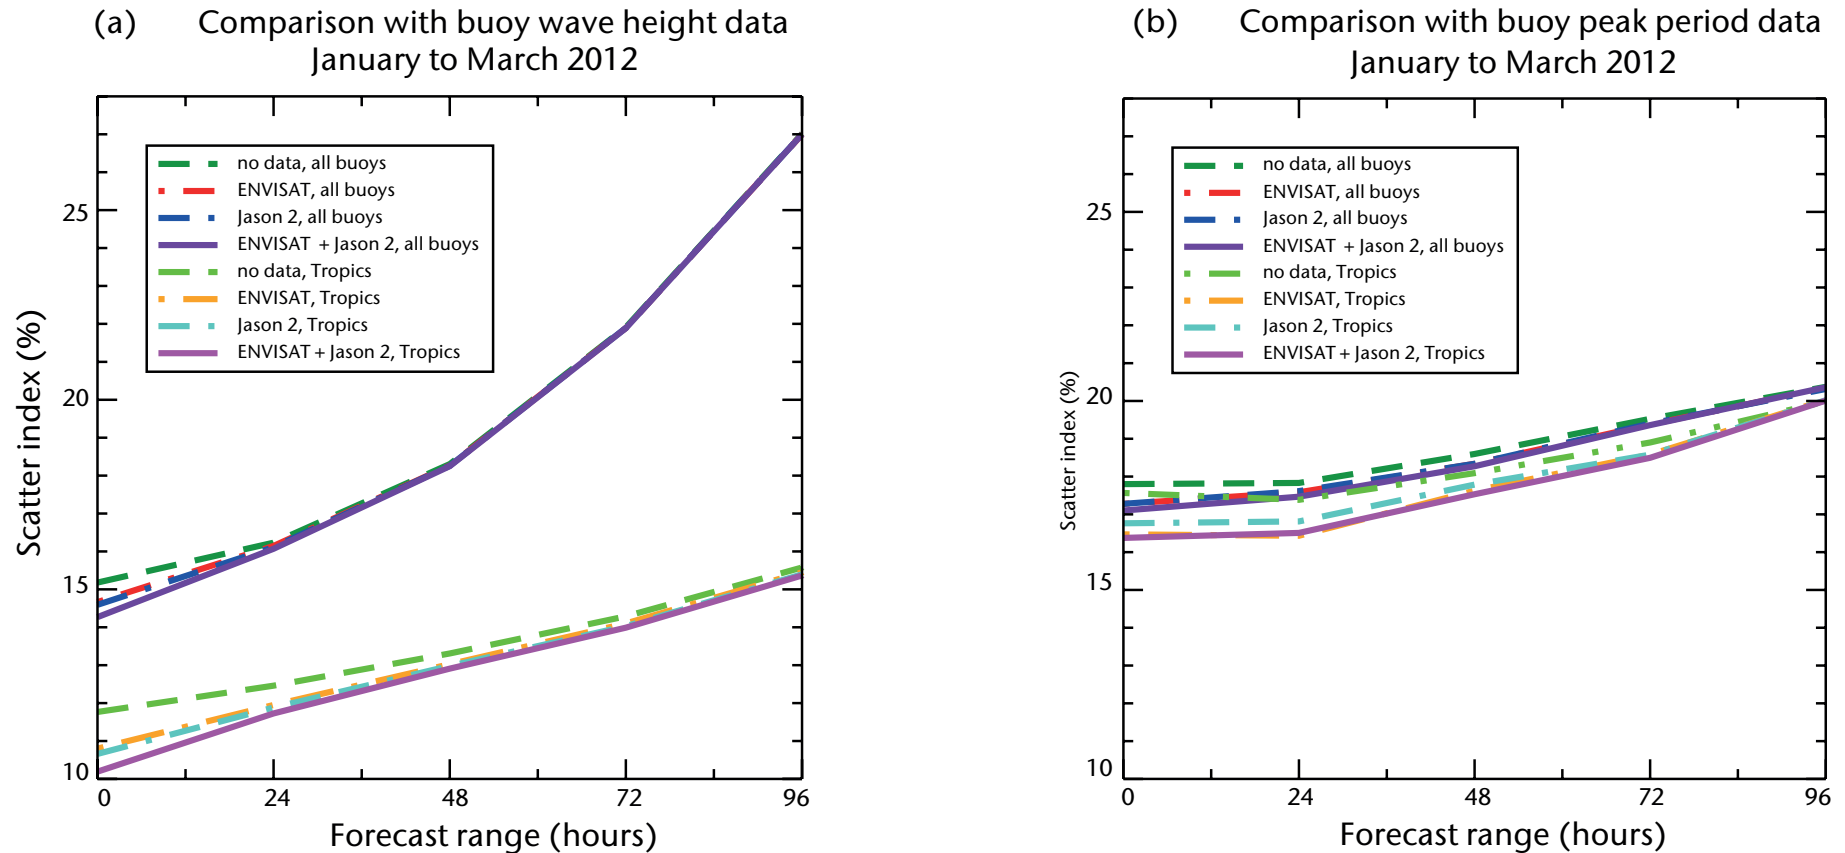 (a) Comparison with buoy wave height data
January to March 2012
no data, all buoys
ENVISAT, all buoys
Jason 2, all buoys
ENVISAT + Jason 2, all buoys
no data, Tropics
ENVISAT, Tropics
Jason 2, Tropics
ENVISAT + Jason 2, Tropics
25
20
15
10
Scatter index (%)
0 24 48 72 96
Forecast range (hours)
(b) Comparison with buoy peak period data
January to March 2012
no data, all buoys
ENVISAT, all buoys
Jason 2, all buoys
ENVISAT + Jason 2, all buoys
no data, Tropics
ENVISAT, Tropics
Jason 2, Tropics
ENVISAT + Jason 2, Tropics
25
20
15
10
Scatter index (%)
0 24 48 72 96
Forecast range (hours)